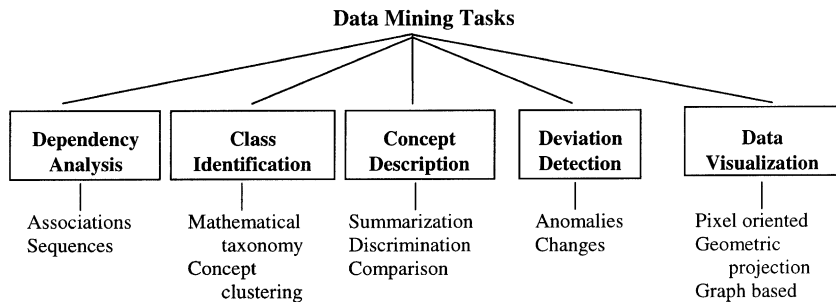 Data Mining Tasks
Dependency
Analysis
Class
Identification
Concept
Description
Deviation
Detection
Data
Visualization
Associations
Sequences
Mathematical
taxonomy
Concept
clustering
Summarization
Discrimination
Comparison
Anomalies
Changes
Pixel oriented
Geometric
projection
Graph based